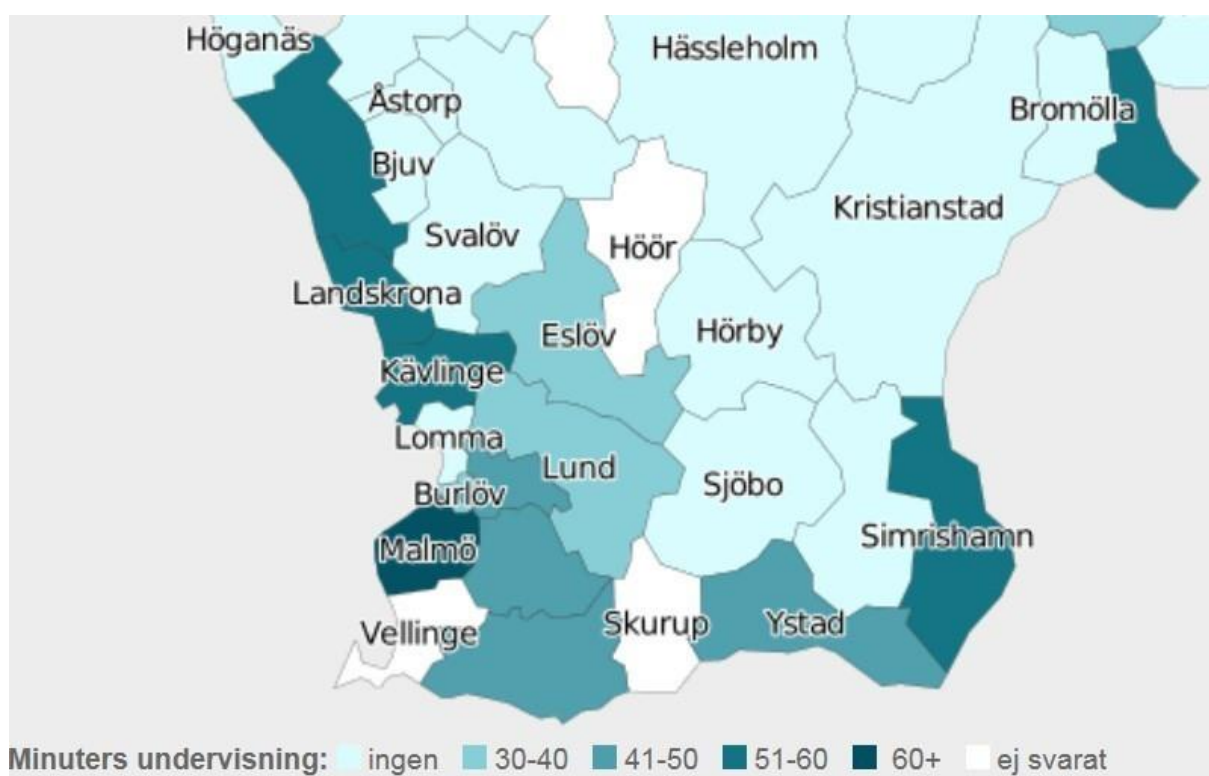 Höganäs
Hässleholm
Åstorp
Bromölla
Bjuv
Kristianstad
Svalöv
Höör
Landskrona
Eslöv
Hörby
Kävlinge
Lomma
Lund
Sjöbo
Burlöv
Simrishamn
Malmö
Skurup
Ystad
Vellinge
Minuters undervisning: ingen 30-40 41-50 51-60 60+ ej svarat